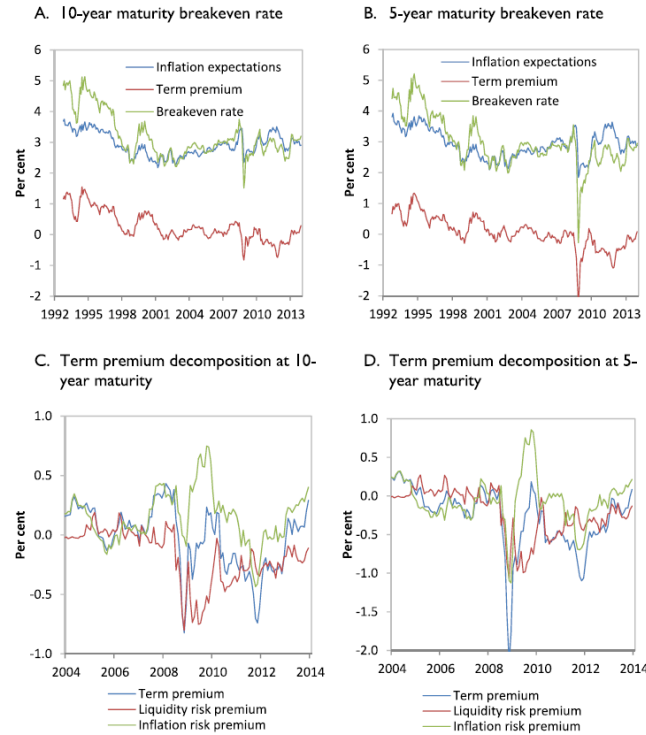 A. 10-year maturity breakeven rate
Per cent
6
5
4
3
2
1
0
-1
-2
Inflation expectations
Term premium
Breakeven rate
1992 1995 1998 2001 2004 2007 2010 2013
B. 5-year maturity breakeven rate
Per cent
6
5
4
3
2
1
0
-1
-2
Inflation expectations
Term premium
Breakeven rate
1992 1995 1998 2001 2004 2007 2010 2013
C. Term premium decomposition at 10-
year maturity
Per cent
1.0
0.5
0.0
-0.5
-1.0
2004 2006 2008 2010 2012 2014
Term premium
Liquidity risk premium
Inflation risk premium
D. Term premium decomposition at 5-
year maturity
Per cent
1.0
0.5
0.0
-0.5
-1.0
-1.5
-2.0
2004 2006 2008 2010 2012 2014
Term premium
Liquidity risk premium
Inflation risk premium